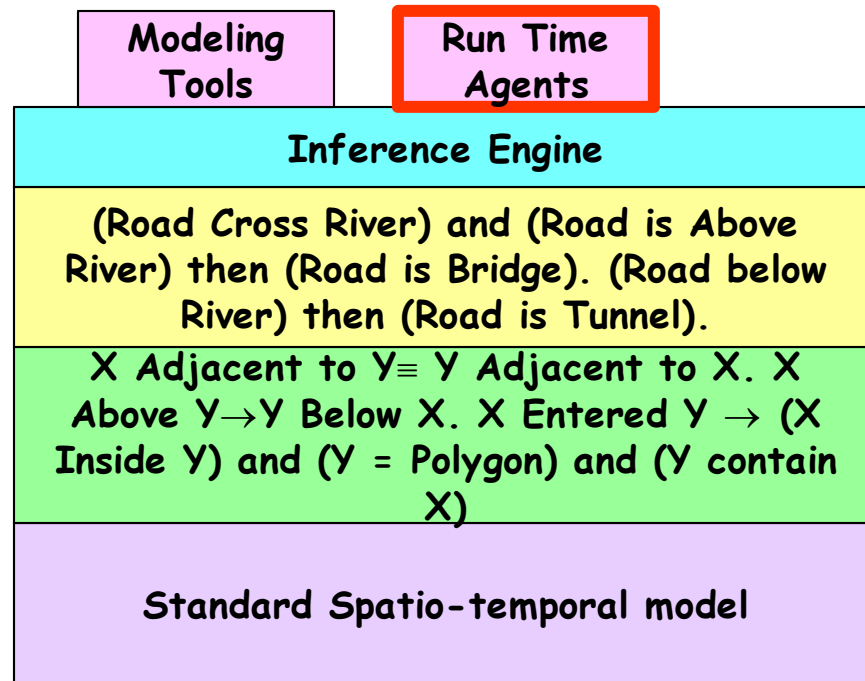 Modeling
Tools
Run Time
Agents
Inference Engine
(Road Cross River) and (Road is Above
River) then (Road is Bridge). (Road below
River) then (Road is Tunnel).
X Adjacent to Y≡ Y Adjacent to X. X
Above Y→Y Below X. X Entered Y → (X
Inside Y) and (Y = Polygon) and (Y contain
X)
Standard Spatio-temporal model